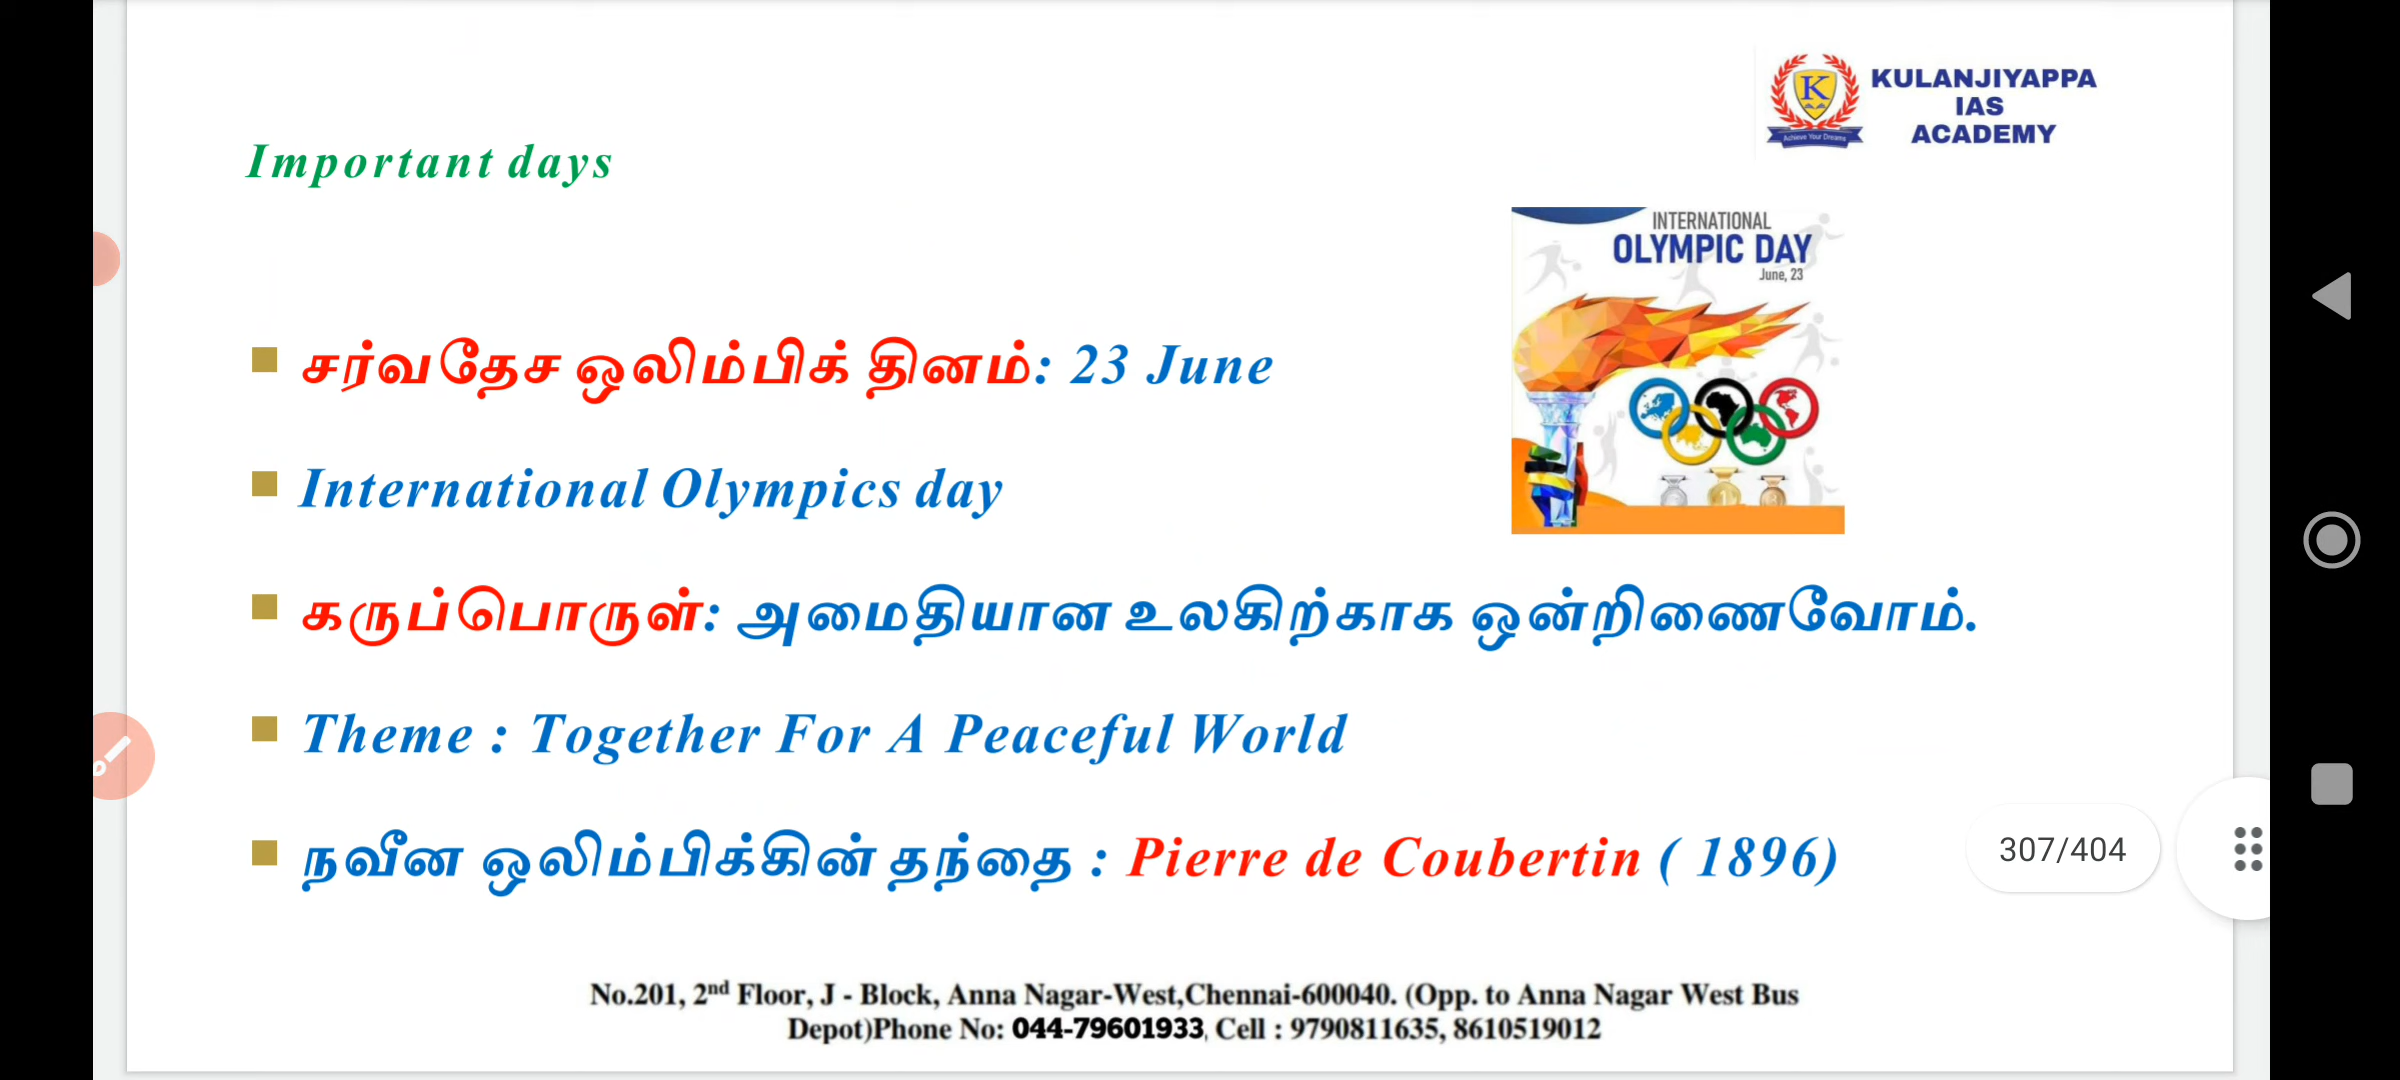 KULANJIYAPPA
IAS
ACADEMY
K
Achieve Your Dreams
Important days
INTERNATIONAL
OLYMPIC DAY
June, 23
சர்வதேச ஒலிம்பிக் தினம்: 23 June
International Olympics day
கருப்பொருள்: அமைதியான உலகிற்காக ஒன்றிணைவோம்.
Theme : Together For A Peaceful World
நவீன ஒலிம்பிக்கின் தந்தை : Pierre de Coubertin ( 1896)
307/404
No.201, 2nd Floor, J - Block, Anna Nagar-West,Chennai-600040. (Opp. to Anna Nagar West Bus
Depot)Phone No: 044-79601933, Cell : 9790811635, 8610519012